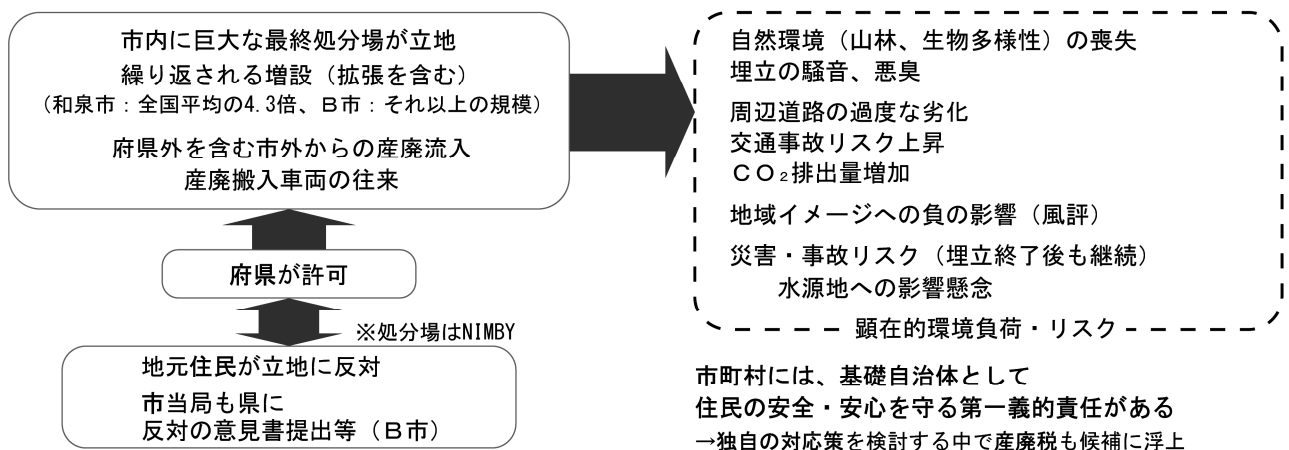 市内に巨大な最終処分場が立地
繰り返される増設（拡張を含む）
（和泉市：全国平均の4.3倍、Ｂ市：それ以上の規模）
府県外を含む市外からの産廃流入
産廃搬入車両の往来
府県が許可
※処分場はNIMBY
地元住民が立地に反対
市当局も県に
反対の意見書提出等（Ｂ市）
自然環境（山林、生物多様性）の喪失
埋立の騒音、悪臭
周辺道路の過度な劣化
交通事故リスク上昇
ＣＯ₂排出量増加
地域イメージへの負の影響（風評）
災害・事故リスク（埋立終了後も継続）
水源地への影響懸念
顕在的環境負荷・リスク
市町村には、基礎自治体として
住民の安全・安心を守る第一義的責任がある
→独自の対応策を検討する中で産廃税も候補に浮上